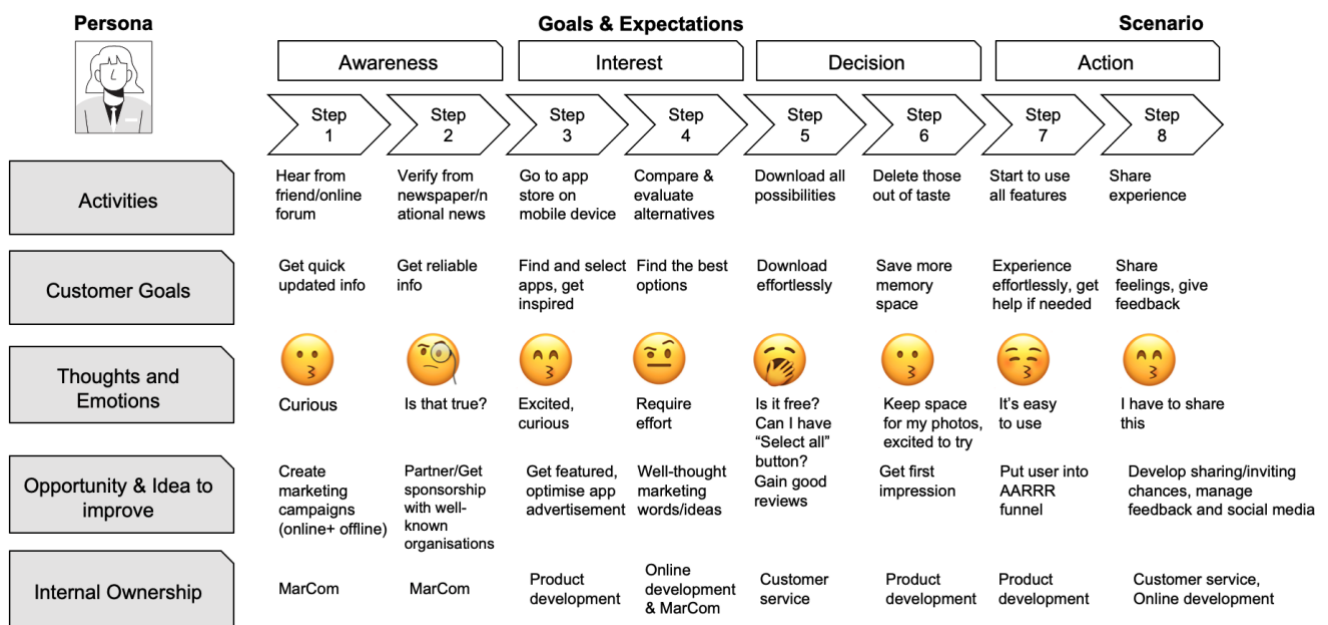 Persona
Goals & Expectations
Scenario
Awareness
Interest
Decision
Action
Step
1
Step
2
Step
3
Step
4
Step
5
Step
6
Step
7
Step
8
Activities
Hear from
friend/online
forum
Verify from
newspaper/n
ational news
Go to app
store on
mobile device
Compare &
evaluate
alternatives
Download all
possibilities
Delete those
out of taste
Start to use
all features
Share
experience
Customer Goals
Get quick
updated info
Get reliable
info
Find and select
apps, get
inspired
Find the best
options
Download
effortlessly
Save more
memory
space
Experience
effortlessly, get
help if needed
Share
feelings, give
feedback
Thoughts and
Emotions
Curious
Is that true?
Excited,
curious
Require
effort
Is it free?
Can I have
“Select all”
button?
Keep space
for my photos,
excited to try
It’s easy
to use
I have to share
this
Opportunity & Idea to
improve
Create
marketing
campaigns
(online+ offline)
Partner/Get
sponsorship
with well-
known
organisations
Get featured,
optimise app
advertisement
Well-thought
marketing
words/ideas
Gain good
reviews
Get first
impression
Put user into
AARRR
funnel
Develop sharing/inviting
chances, manage
feedback and social media
Internal Ownership
MarCom
MarCom
Product
development
Online
development
& MarCom
Customer
service
Product
development
Product
development
Customer service,
Online development